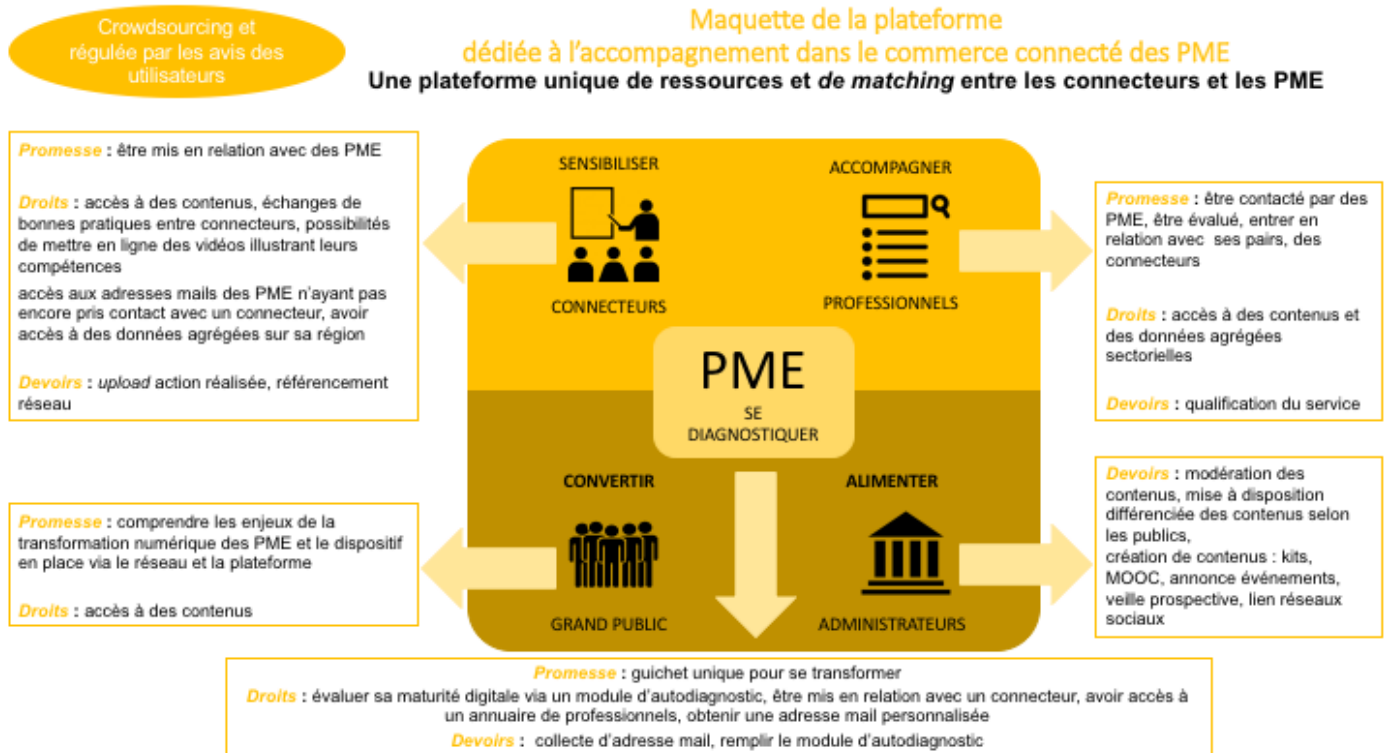 Crowdsourcing et
régulée par les avis des
utilisateurs
Maquette de la plateforme
dédiée à l'accompagnement dans le commerce connecté des PME
Une plateforme unique de ressources et de matching entre les connecteurs et les PME
Promesse : être mis en relation avec des PME
Droits : accès à des contenus, échanges de
bonnes pratiques entre connecteurs, possibilités
de mettre en ligne des vidéos illustrant leurs
compétences
accès aux adresses mails des PME n'ayant pas
encore pris contact avec un connecteur, avoir
accès à des données agrégées sur sa région
Devoirs : upload action réalisée, référencement
réseau
SENSIBILISER
CONNECTEURS
ACCOMPAGNER
PROFESSIONNELS
Promesse : être contacté par des
PME, être évalué, entrer en
relation avec ses pairs, des
connecteurs
Droits : accès à des contenus et
des données agrégées
sectorielles
Devoirs : qualification du service
PME
SE
DIAGNOSTIQUER
Promesse : comprendre les enjeux de la
transformation numérique des PME et le dispositif
en place via le réseau et la plateforme
Droits : accès à des contenus
CONVERTIR
GRAND PUBLIC
ALIMENTER
ADMINISTRATEURS
Devoirs : modération des
contenus, mise à disposition
différenciée des contenus selon
les publics,
création de contenu : kits,
MOOC, annonce événements,
veille prospective, lien réseaux
sociaux
Promesse : guichet unique pour se transformer
Droits : évaluer sa maturité digitale via un module d'autodiagnostic, être mis en relation avec un connecteur, avoir accès à
un annuaire de professionnels, obtenir une adresse mail personnalisée
Devoirs : collecte d'adresse mail, remplir le module d'autodiagnostic